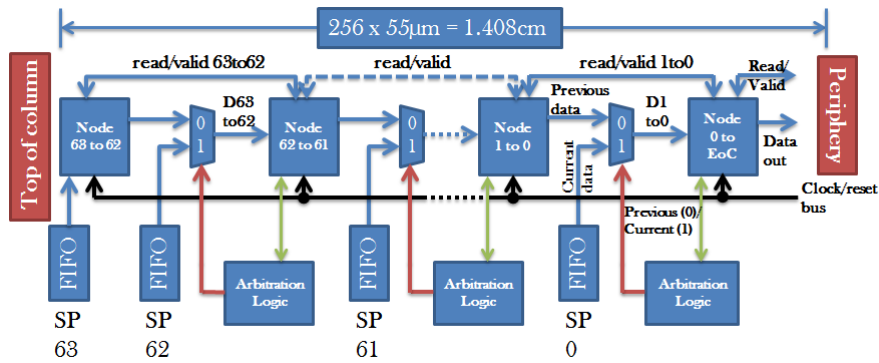 256 x 55µm = 1.408cm
Top of column
Periphery
read/valid 63to62
read/valid
read/valid 1to0
Read/
Valid
Node
63 to 62
0
1
D63
to62
Node
62 to 61
0
1
Node
1 to 0
Previous
data
0
1
D1
to0
Node
0 to
EoC
Data
out
Current
data
Clock/reset
bus
Previous (0)/
Current (1)
FIFO
FIFO
Arbitration
Logic
FIFO
Arbitration
Logic
FIFO
Arbitration
Logic
SP
63
SP
62
SP
61
SP
0